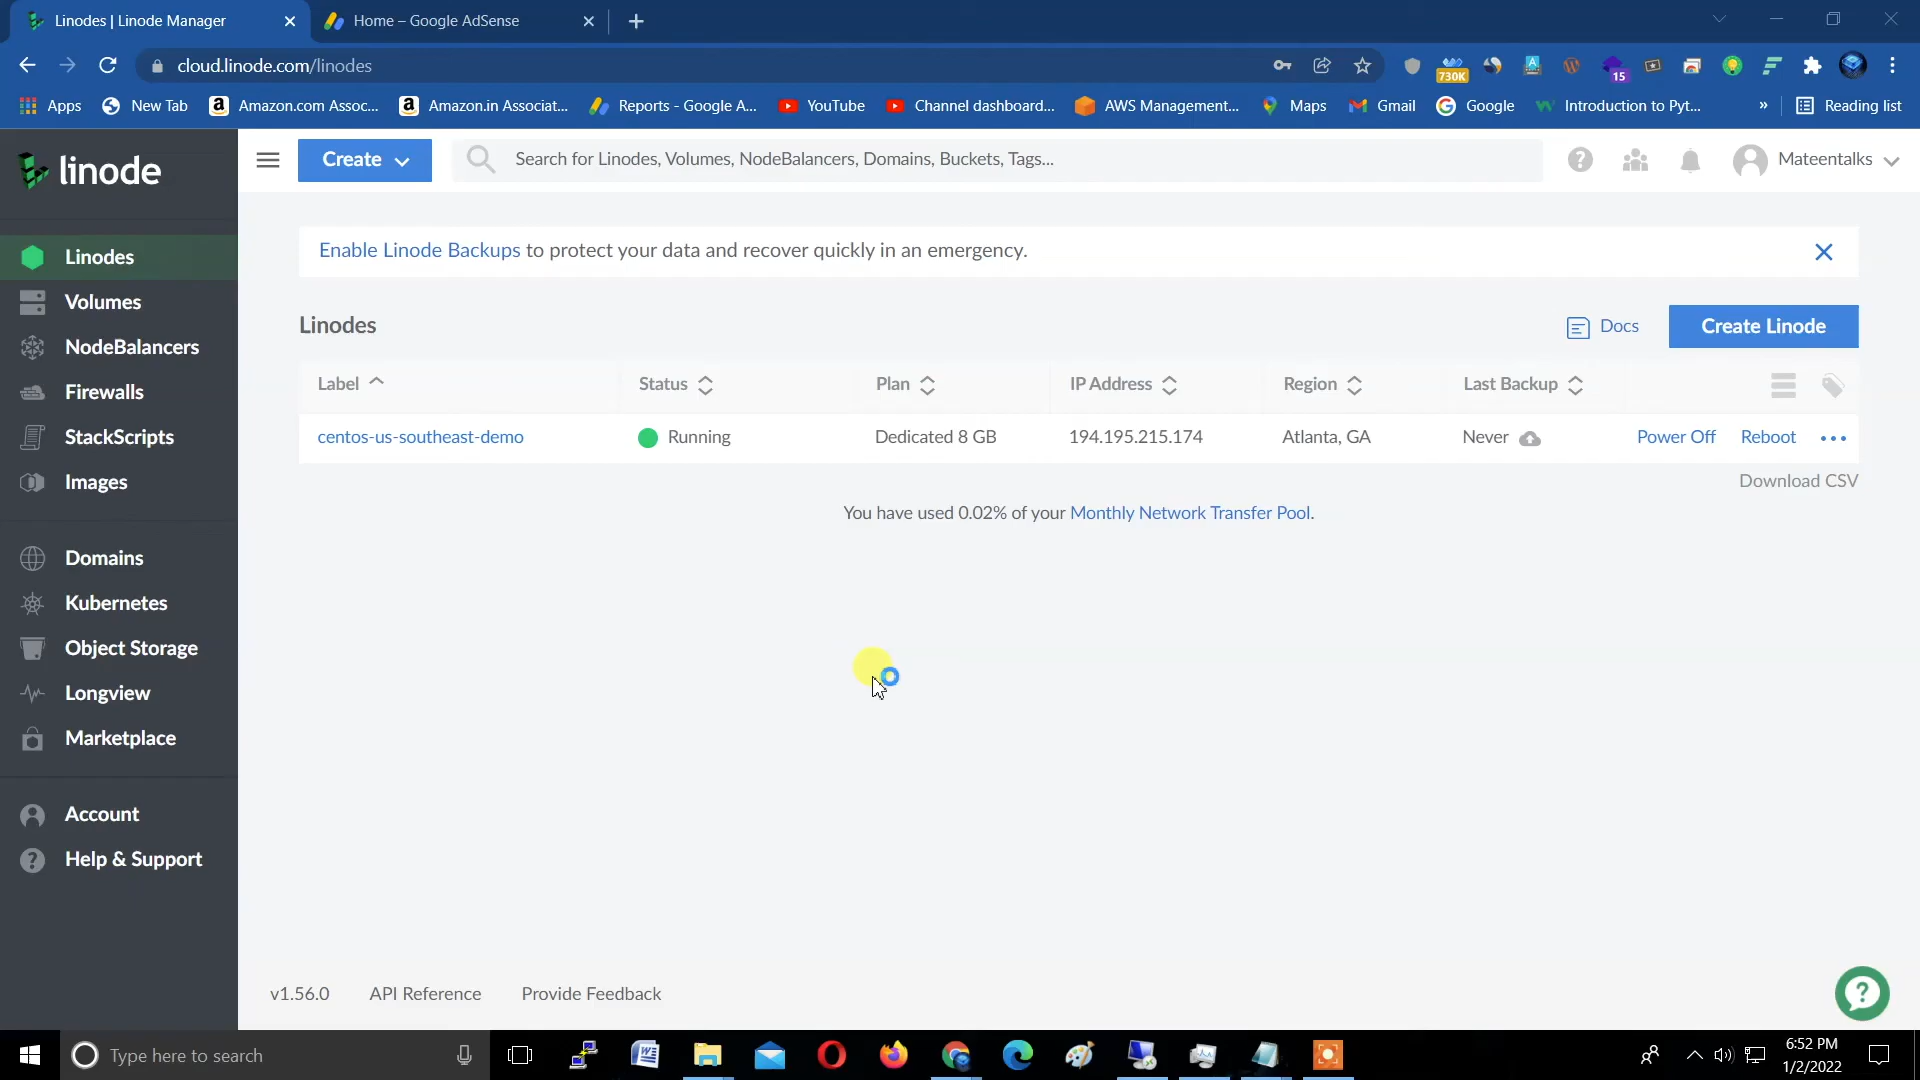 Linodes | Linode Manager
Home – Google AdSense
cloud.linode.com/linodes
730K
15
Apps
New Tab
Amazon.com Assoc...
Amazon.in Associat...
Reports - Google A...
YouTube
Channel dashboard...
AWS Management...
Maps
Gmail
Google
Introduction to Pyt...
»
Reading list
linode
Create
Search for Linodes, Volumes, NodeBalancers, Domains, Buckets, Tags...
Mateentalks
Linodes
Volumes
NodeBalancers
Firewalls
StackScripts
Images
Domains
Kubernetes
Object Storage
Longview
Marketplace
Account
Help & Support
Enable Linode Backups to protect your data and recover quickly in an emergency.
Linodes
Docs
Create Linode
Label
Status
Plan
IP Address
Region
Last Backup
centos-us-southeast-demo
Running
Dedicated 8 GB
194.195.215.174
Atlanta, GA
Never
Power Off
Reboot
Download CSV
You have used 0.02% of your Monthly Network Transfer Pool.
v1.56.0
API Reference
Provide Feedback
Type here to search
6:52 PM
1/2/2022